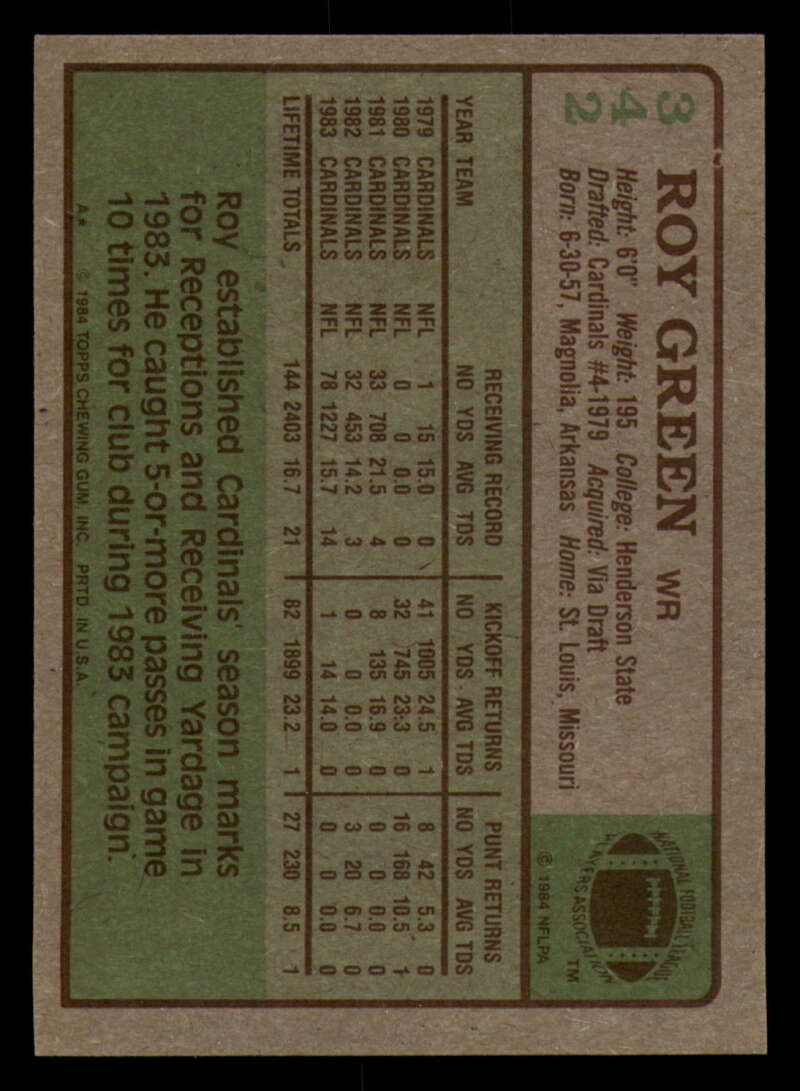 342
ROY GREEN WR
Height: 6'0" Weight: 195 College: Henderson State
Drafted: Cardinals #4-1979 Acquired: Via Draft
Born: 6-30-57, Magnolia, Arkansas Home: St. Louis, Missouri
NATIONAL FOOTBALL LEAGUE
PLAYERS ASSOCIATION
TM
© 1984 NFLPA
RECEIVING RECORD KICKOFF RETURNS PUNT RETURNS
YEAR TEAM NO YDS AVG TDS NO YDS AVG TDS NO YDS AVG TDS
1979 CARDINALS NFL 1 15 15.0 0 41 1005 24.5 1 8 42 5.3 0
1980 CARDINALS NFL 0 0 0.0 0 32 745 23.3 0 16 168 10.5 1
1981 CARDINALS NFL 33 708 21.5 4 8 135 16.9 0 0 0 0.0 0
1982 CARDINALS NFL 32 453 14.2 3 0 0 0.0 0 3 20 6.7 0
1983 CARDINALS NFL 78 1227 15.7 14 1 14 14.0 0 0 0 0.0 0
LIFETIME TOTALS 144 2403 16.7 21 82 1899 23.2 1 27 230 8.5 1
Roy established Cardinals' season marks
for Receptions and Receiving Yardage in
1983. He caught 5-or-more passes in game
10 times for club during 1983 campaign.
A* © 1984 TOPPS CHEWING GUM, INC. PRTD. IN U.S.A.